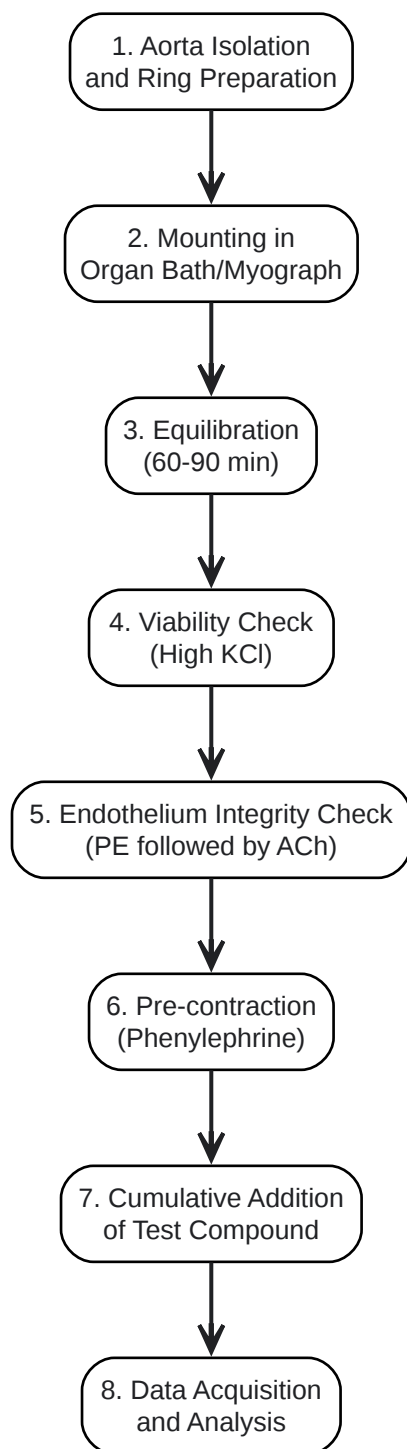 1. Aorta Isolation
and Ring Preparation
2. Mounting in
Organ Bath/Myograph
3. Equilibration
(60-90 min)
4. Viability Check
(High KCl)
5. Endothelium Integrity Check
(PE followed by ACh)
6. Pre-contraction
(Phenylephrine)
7. Cumulative Addition
of Test Compound
8. Data Acquisition
and Analysis